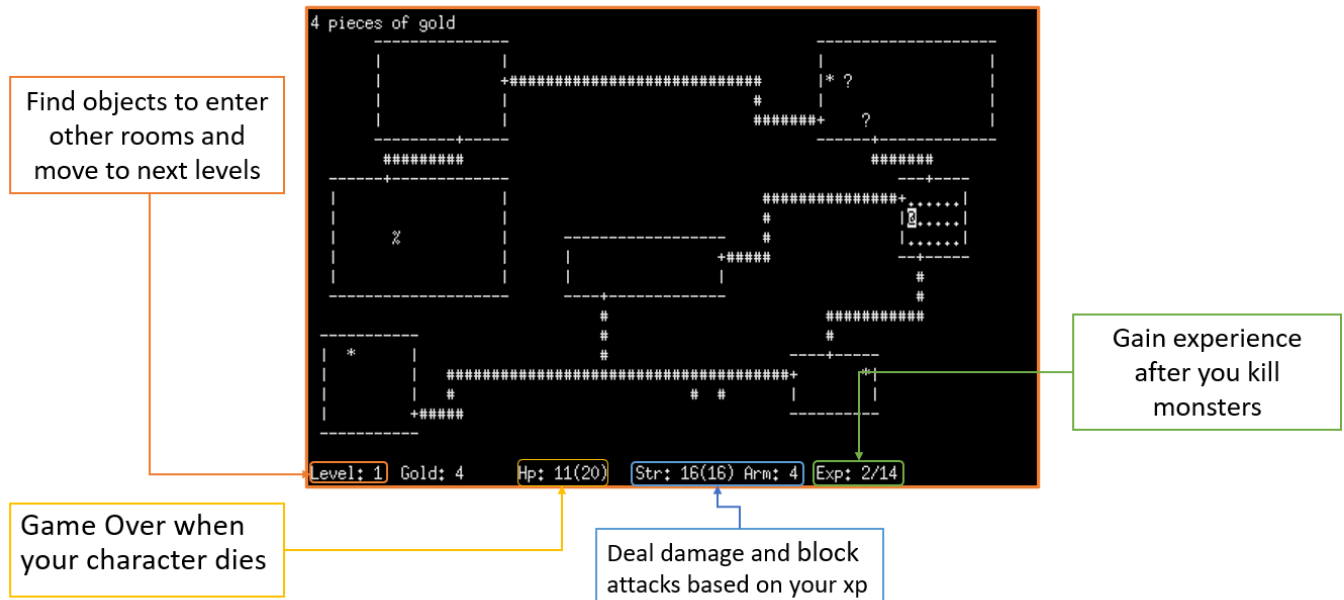 4 pieces of gold
Find objects to enter
other rooms and
move to next levels
Gain experience
after you kill
monsters
Level: 1 Gold: 4 Hp: 11(20) Str: 16(16) Arm: 4 Exp: 2/14
Game Over when
your character dies
Deal damage and block
attacks based on your xp